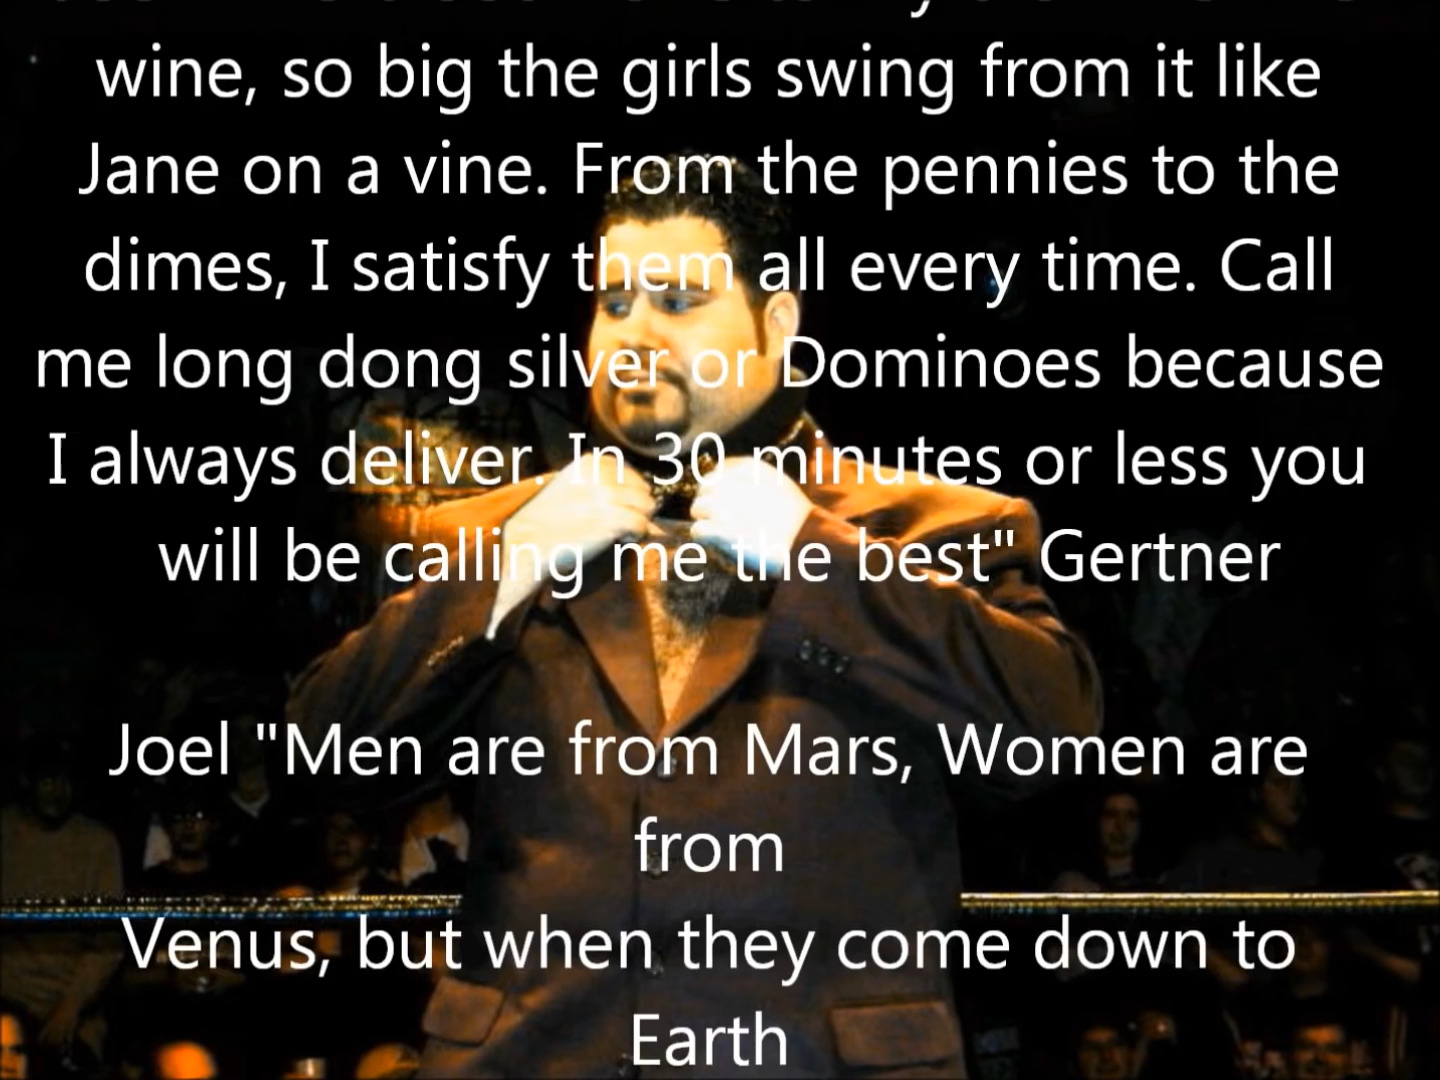 wine, so big the girls swing from it like
Jane on a vine. From the pennies to the
dimes, I satisfy them all every time. Call
me long dong silver or Dominoes because
I always deliver. In 30 minutes or less you
will be calling me the best" Gertner
Joel "Men are from Mars, Women are
from
Venus, but when they come down to
Earth